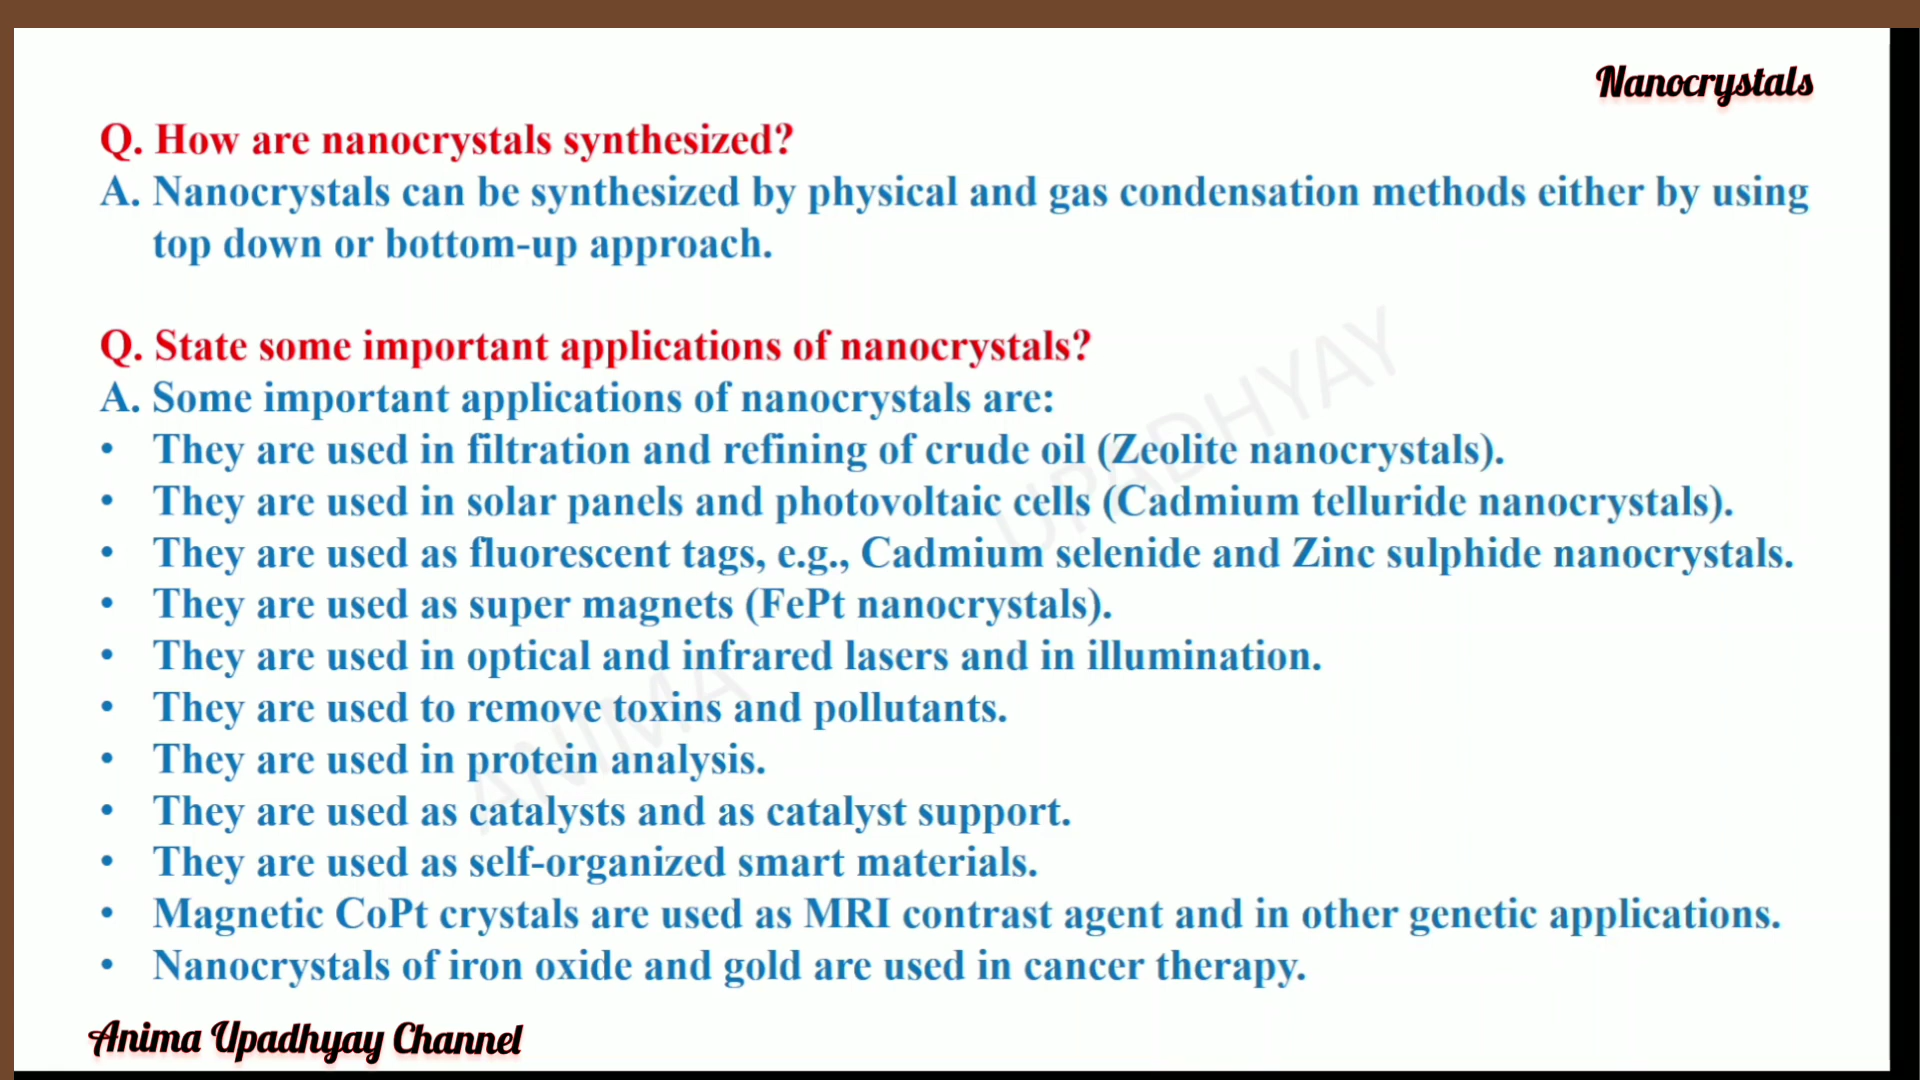 Nanocrystals
Q. How are nanocrystals synthesized?
A. Nanocrystals can be synthesized by physical and gas condensation methods either by using
top down or bottom-up approach.
Q. State some important applications of nanocrystals?
A. Some important applications of nanocrystals are:
• They are used in filtration and refining of crude oil (Zeolite nanocrystals).
• They are used in solar panels and photovoltaic cells (Cadmium telluride nanocrystals).
• They are used as fluorescent tags, e.g., Cadmium selenide and Zinc sulphide nanocrystals.
• They are used as super magnets (FePt nanocrystals).
• They are used in optical and infrared lasers and in illumination.
• They are used to remove toxins and pollutants.
• They are used in protein analysis.
• They are used as catalysts and as catalyst support.
• They are used as self-organized smart materials.
• Magnetic CoPt crystals are used as MRI contrast agent and in other genetic applications.
• Nanocrystals of iron oxide and gold are used in cancer therapy.
ANIMA UPADHYAY
Anima Upadhyay Channel